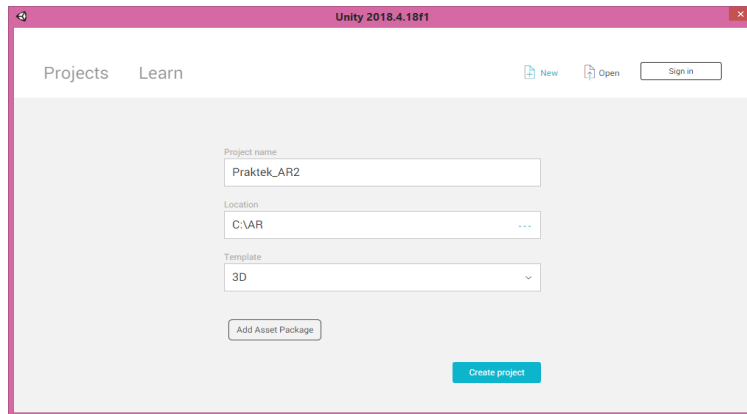 Unity 2018.4.18f1
Projects Learn New Open Sign in
Project name
Praktek_AR2
Location
C:\AR ...
Template
3D
Add Asset Package
Create project